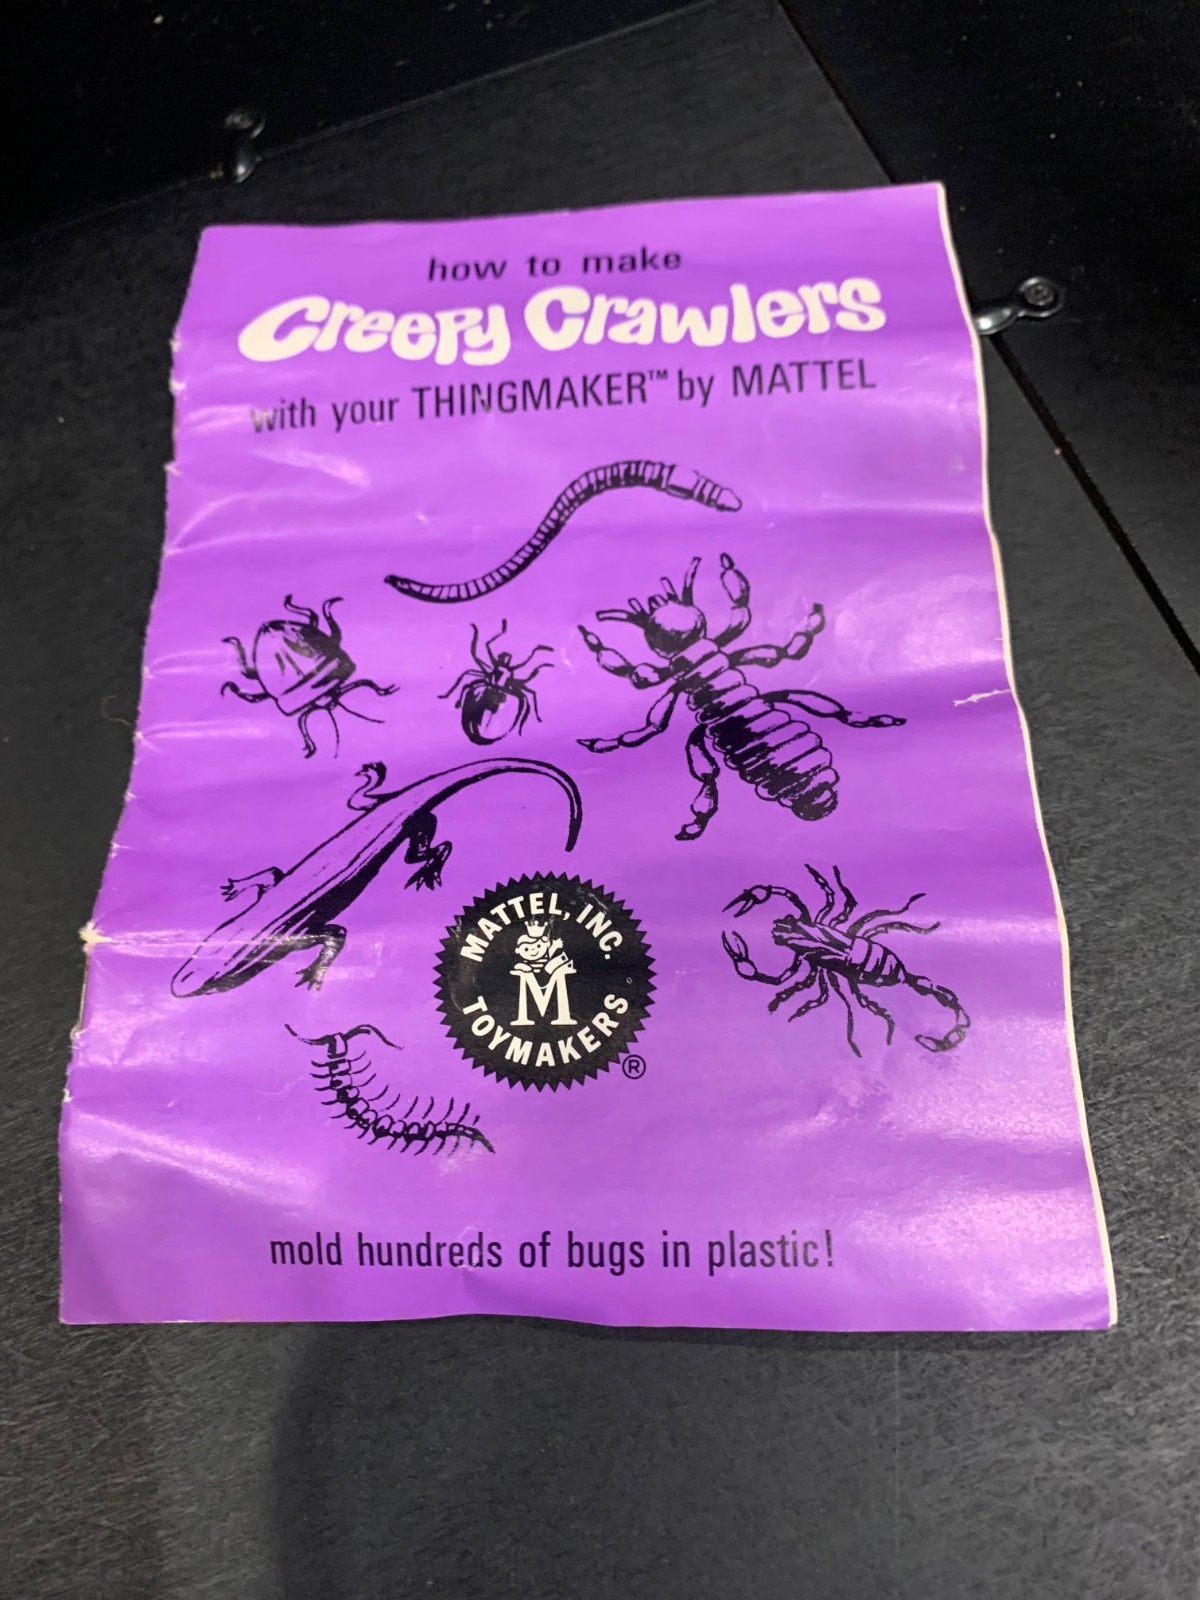 how to make
Creepy Crawlers
with your THINGMAKER™ by MATTEL
MATTEL, INC.
M
TOYMAKERS
®
mold hundreds of bugs in plastic!